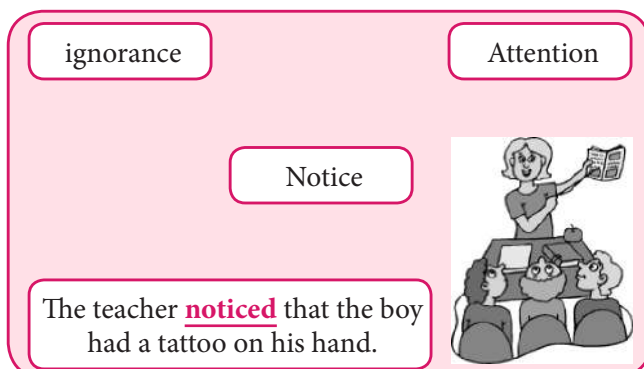 ignorance
Attention
Notice
The teacher noticed that the boy
had a tattoo on his hand.